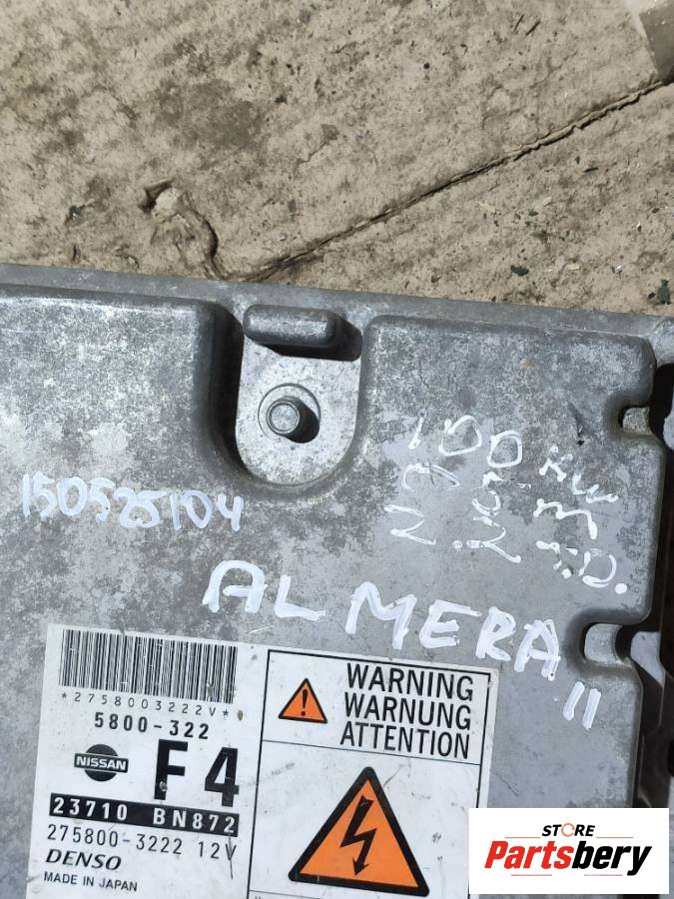 150525104
100 KW
ALMERA II
*2758003222V*
5800-322
NISSAN
F4
23710 BN872
275800-3222 12V
DENSO
MADE IN JAPAN
WARNING
WARNUNG
ATTENTION
STORE
Partsbery